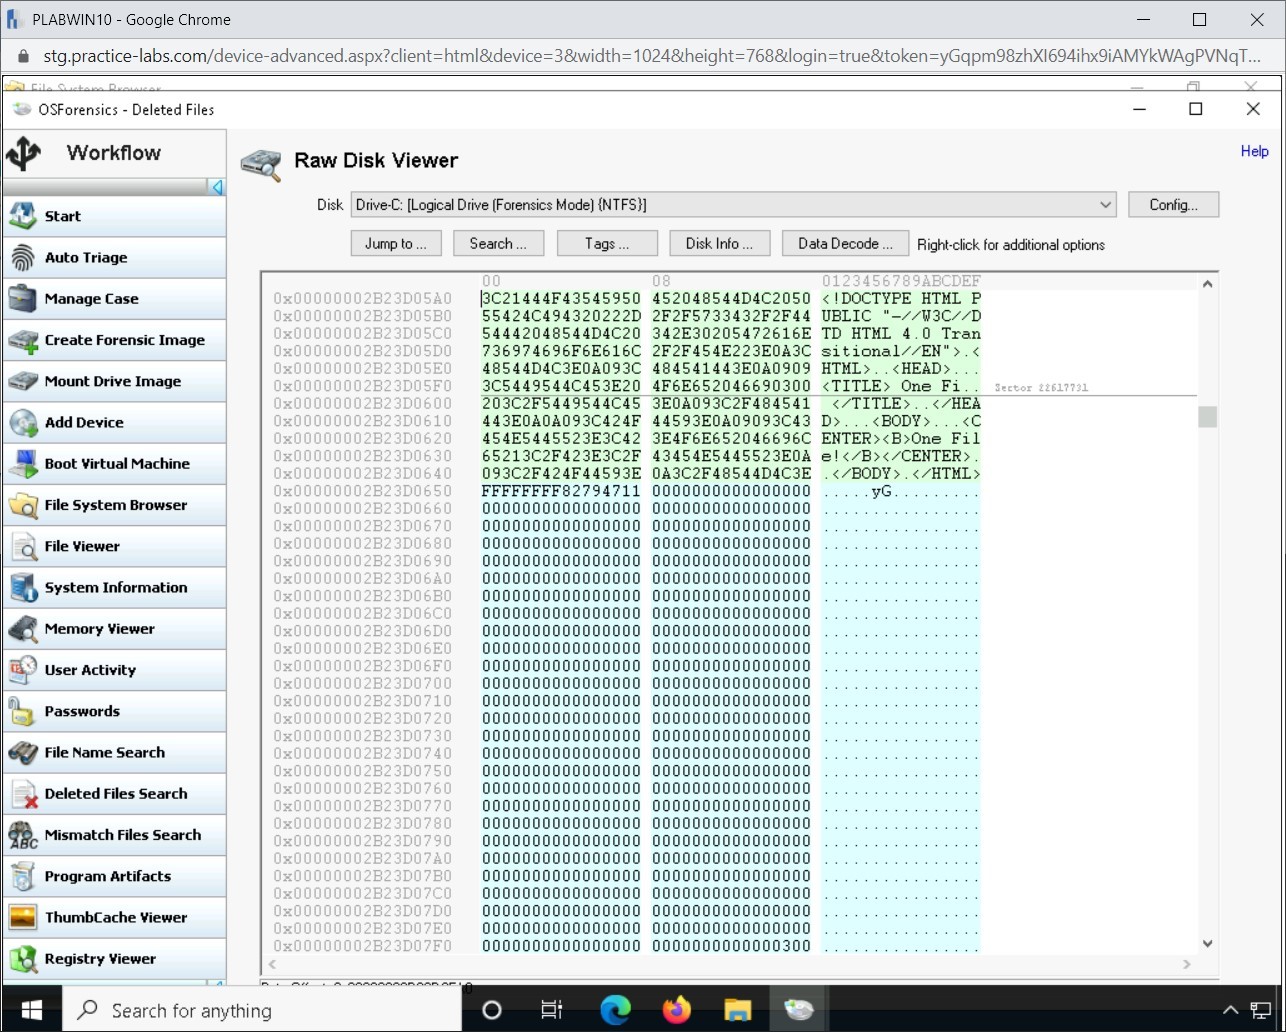 PLABWIN10 - Google Chrome
stg.practice-labs.com/device-advanced.aspx?client=html&device=3&width=1024&height=768&login=true&token=yGqpm98zhXI694ihx9iAMYkWAgPVNqT...
File System Browser
OSForensics - Deleted Files
Workflow
Start
Auto Triage
Manage Case
Create Forensic Image
Mount Drive Image
Add Device
Boot Virtual Machine
File System Browser
File Viewer
System Information
Memory Viewer
User Activity
Passwords
File Name Search
Deleted Files Search
Mismatch Files Search
Program Artifacts
ThumbCache Viewer
Registry Viewer
Raw Disk Viewer
Help
Disk Drive-C: [Logical Drive (Forensics Mode) {NTFS}] Config...
Jump to ... Search ... Tags ... Disk Info ... Data Decode ... Right-click for additional options
00 08 0123456789ABCDEF
0x00000002B23D05A0 3C21444F43545950 452048544D4C2050 <!DOCTYPE HTML P
0x00000002B23D05B0 55424C494320222D 2F2F5733432F2F44 UBLIC "-//W3C//D
0x00000002B23D05C0 54442048544D4C20 342E30205472616E TD HTML 4.0 Tran
0x00000002B23D05D0 736974696F6E616C 2F2F454E223E0A3C sitional//EN">.<
0x00000002B23D05E0 48544D4C3E0A093C 484541443E0A0909 HTML>..<HEAD>...
0x00000002B23D05F0 3C5449544C453E20 4F6E652046690300 <TITLE> One Fi.. Sector 22617731
0x00000002B23D0600 203C2F5449544C45 3E0A093C2F484541 </TITLE>..</HEA
0x00000002B23D0610 443E0A0A093C424F 44593E0A09093C43 D>...<BODY>...<C
0x00000002B23D0620 454E5445523E3C42 3E4F6E652046696C ENTER><B>One Fil
0x00000002B23D0630 65213C2F423E3C2F 43454E5445523E0A e!</B></CENTER>.
0x00000002B23D0640 093C2F424F44593E 0A3C2F48544D4C3E .</BODY>.</HTML>
0x00000002B23D0650 FFFFFFFF82794711 0000000000000000 .....yG.........
0x00000002B23D0660 0000000000000000 0000000000000000 ................
0x00000002B23D0670 0000000000000000 0000000000000000 ................
0x00000002B23D0680 0000000000000000 0000000000000000 ................
0x00000002B23D0690 0000000000000000 0000000000000000 ................
0x00000002B23D06A0 0000000000000000 0000000000000000 ................
0x00000002B23D06B0 0000000000000000 0000000000000000 ................
0x00000002B23D06C0 0000000000000000 0000000000000000 ................
0x00000002B23D06D0 0000000000000000 0000000000000000 ................
0x00000002B23D06E0 0000000000000000 0000000000000000 ................
0x00000002B23D06F0 0000000000000000 0000000000000000 ................
0x00000002B23D0700 0000000000000000 0000000000000000 ................
0x00000002B23D0710 0000000000000000 0000000000000000 ................
0x00000002B23D0720 0000000000000000 0000000000000000 ................
0x00000002B23D0730 0000000000000000 0000000000000000 ................
0x00000002B23D0740 0000000000000000 0000000000000000 ................
0x00000002B23D0750 0000000000000000 0000000000000000 ................
0x00000002B23D0760 0000000000000000 0000000000000000 ................
0x00000002B23D0770 0000000000000000 0000000000000000 ................
0x00000002B23D0780 0000000000000000 0000000000000000 ................
0x00000002B23D0790 0000000000000000 0000000000000000 ................
0x00000002B23D07A0 0000000000000000 0000000000000000 ................
0x00000002B23D07B0 0000000000000000 0000000000000000 ................
0x00000002B23D07C0 0000000000000000 0000000000000000 ................
0x00000002B23D07D0 0000000000000000 0000000000000000 ................
0x00000002B23D07E0 0000000000000000 0000000000000000 ................
0x00000002B23D07F0 0000000000000000 0000000000000300 ................
Search for anything